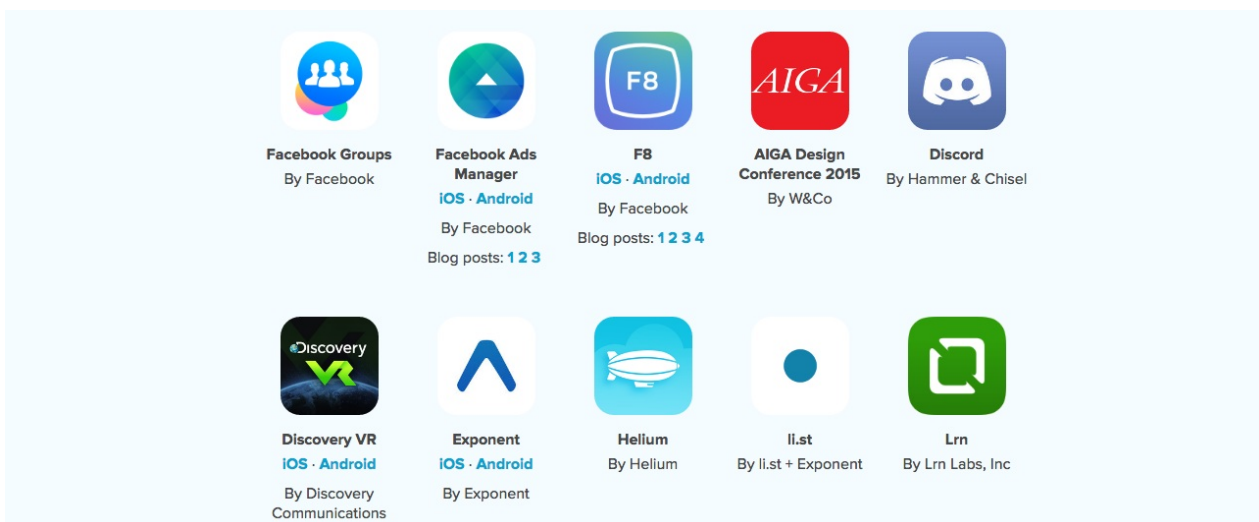 F8
AIGA
Facebook Groups
By Facebook
Facebook Ads
Manager
iOS · Android
By Facebook
Blog posts: 1 2 3
F8
iOS · Android
By Facebook
Blog posts: 1 2 3 4
AIGA Design
Conference 2015
By W&Co
Discord
By Hammer & Chisel
Discovery
VR
Discovery VR
iOS · Android
By Discovery
Communications
Exponent
iOS · Android
By Exponent
Helium
By Helium
li.st
By li.st + Exponent
Lrn
By Lrn Labs, Inc